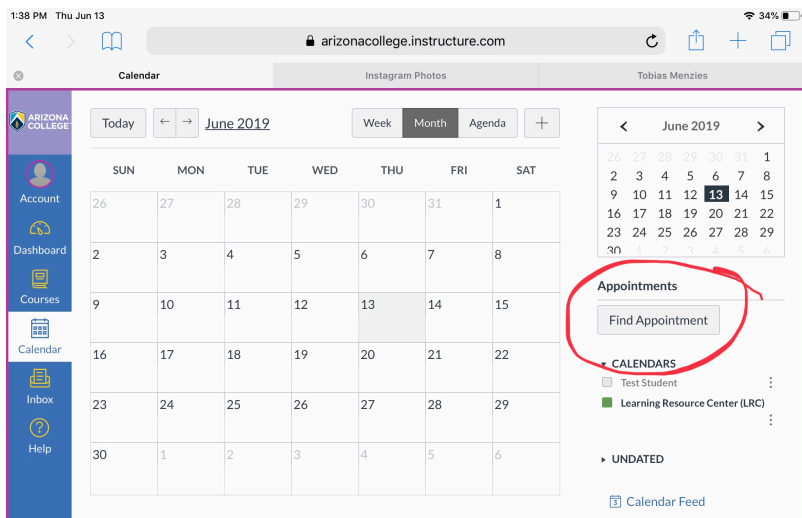 1:38 PM Thu Jun 13
34%
arizonacollege.instructure.com
Calendar
Instagram Photos
Tobias Menzies
ARIZONA
COLLEGE
Account
Dashboard
Courses
Calendar
Inbox
Help
Today ← → June 2019 Week Month Agenda +
SUN MON TUE WED THU FRI SAT
26 27 28 29 30 31 1
2 3 4 5 6 7 8
9 10 11 12 13 14 15
16 17 18 19 20 21 22
23 24 25 26 27 28 29
30 1 2 3 4 5 6
June 2019
26 27 28 29 30 31 1
2 3 4 5 6 7 8
9 10 11 12 13 14 15
16 17 18 19 20 21 22
23 24 25 26 27 28 29
30 1 2 3 4 5 6
Appointments
Find Appointment
CALENDARS
Test Student
Learning Resource Center (LRC)
UNDATED
Calendar Feed